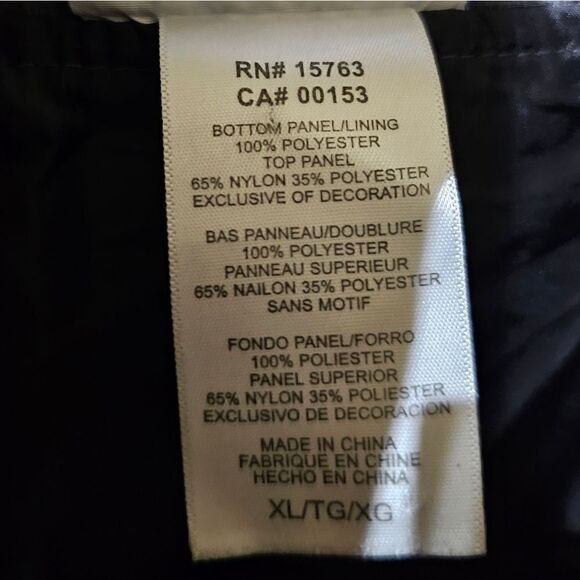 RN# 15763
CA# 00153
BOTTOM PANEL/LINING
100% POLYESTER
TOP PANEL
65% NYLON 35% POLYESTER
EXCLUSIVE OF DECORATION
BAS PANNEAU/DOUBLURE
100% POLYESTER
PANNEAU SUPERIEUR
65% NAILON 35% POLYESTER
SANS MOTIF
FONDO PANEL/FORRO
100% POLIESTER
PANEL SUPERIOR
65% NYLON 35% POLIESTER
EXCLUSIVO DE DECORACION
MADE IN CHINA
FABRIQUE EN CHINE
HECHO EN CHINA
XL/TG/XG